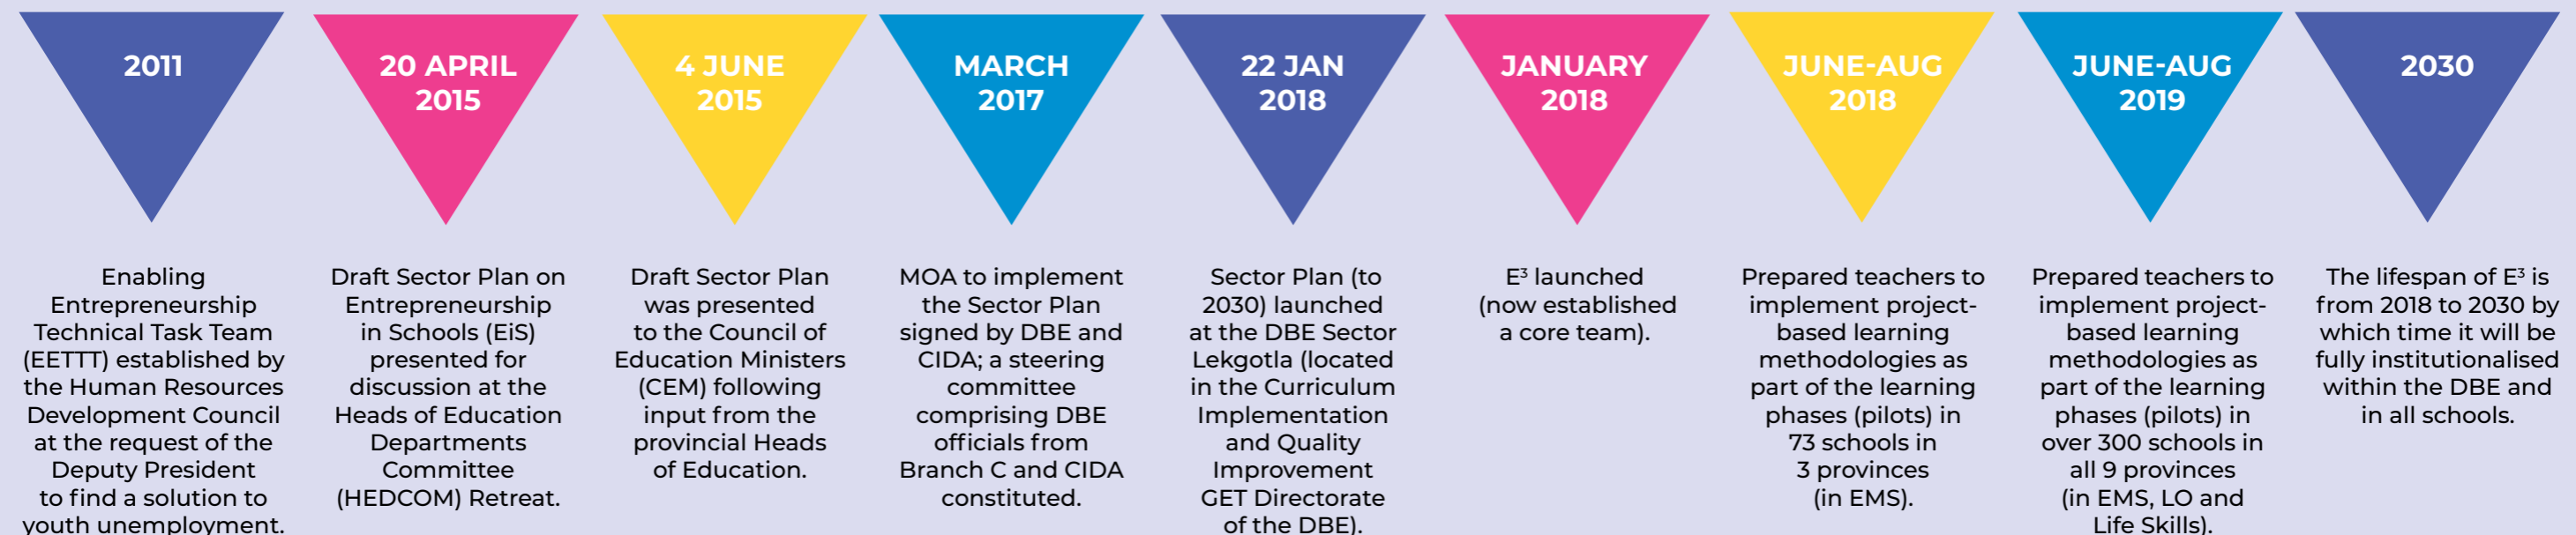 2011
Enabling
Entrepreneurship
Technical Task Team
(EETTT) established by
the Human Resources
Development Council
at the request of the
Deputy President
to find a solution to
youth unemployment.
20 APRIL
2015
Draft Sector Plan on
Entrepreneurship
in Schools (EiS)
presented for
discussion at the
Heads of Education
Departments
Committee
(HEDCOM) Retreat.
4 JUNE
2015
Draft Sector Plan
was presented
to the Council of
Education Ministers
(CEM) following
input from the
provincial Heads
of Education.
MARCH
2017
MOA to implement
the Sector Plan
signed by DBE and
CIDA; a steering
committee
comprising DBE
officials from
Branch C and CIDA
constituted.
22 JAN
2018
Sector Plan (to
2030) launched
at the DBE Sector
Lekgotla (located
in the Curriculum
Implementation
and Quality
Improvement
GET Directorate
of the DBE).
JANUARY
2018
E³ launched
(now established
a core team).
JUNE-AUG
2018
Prepared teachers to
implement project-
based learning
methodologies as
part of the learning
phases (pilots) in
73 schools in
3 provinces
(in EMS).
JUNE-AUG
2019
Prepared teachers to
implement project-
based learning
methodologies as
part of the learning
phases (pilots) in
over 300 schools in
all 9 provinces
(in EMS, LO and
Life Skills).
2030
The lifespan of E³ is
from 2018 to 2030 by
which time it will be
fully institutionalised
within the DBE and
in all schools.